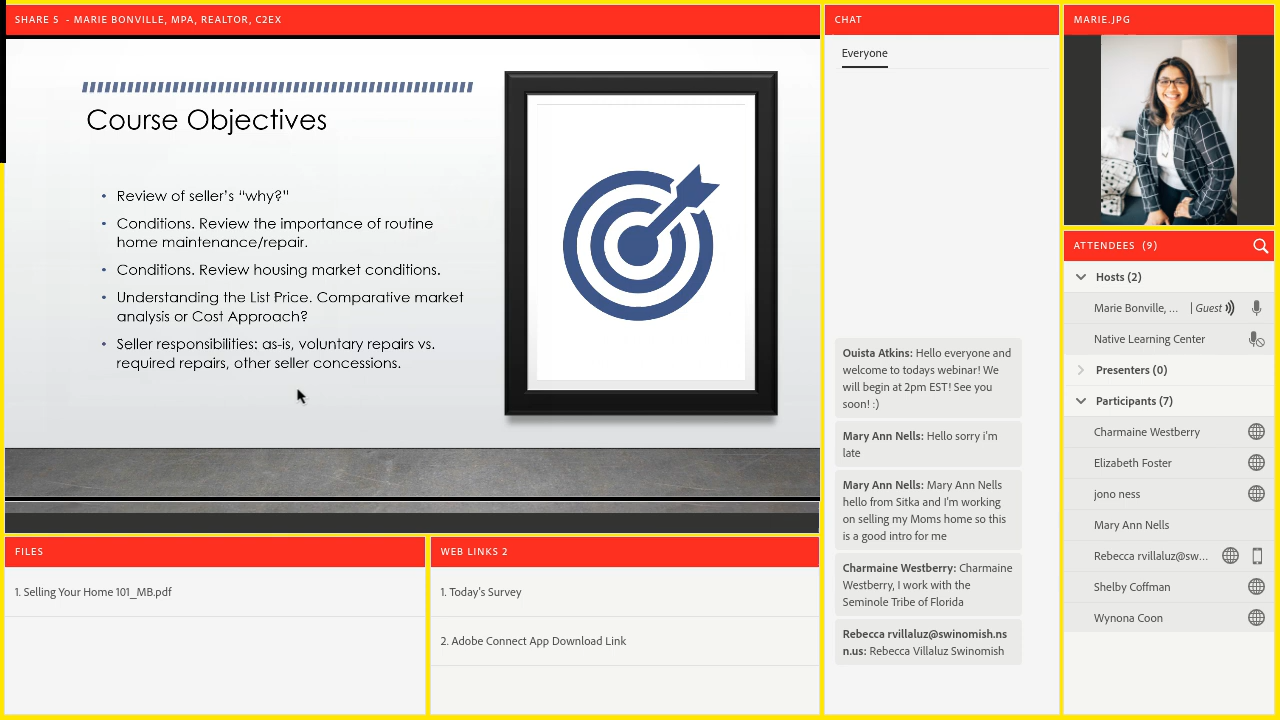 SHARE 5 - MARIE BONVILLE, MPA, REALTOR, C2EX
Course Objectives
• Review of seller's “why?”
• Conditions. Review the importance of routine
home maintenance/repair.
• Conditions. Review housing market conditions.
• Understanding the List Price. Comparative market
analysis or Cost Approach?
• Seller responsibilities: as-is, voluntary repairs vs.
required repairs, other seller concessions.
FILES
1. Selling Your Home 101_MB.pdf
WEB LINKS 2
1. Today's Survey
2. Adobe Connect App Download Link
CHAT
Everyone
Ouista Atkins: Hello everyone and
welcome to todays webinar! We
will begin at 2pm EST! See you
soon! :)
Mary Ann Nells: Hello sorry i'm
late
Mary Ann Nells: Mary Ann Nells
hello from Sitka and I'm working
on selling my Moms home so this
is a good intro for me
Charmaine Westberry: Charmaine
Westberry, I work with the
Seminole Tribe of Florida
Rebecca rvillaluz@swinomish.ns
n.us: Rebecca Villaluz Swinomish
MARIE.JPG
ATTENDEES (9)
Hosts (2)
Marie Bonville, ... | Guest
Native Learning Center
Presenters (0)
Participants (7)
Charmaine Westberry
Elizabeth Foster
jono ness
Mary Ann Nells
Rebecca rvillaluz@sw...
Shelby Coffman
Wynona Coon